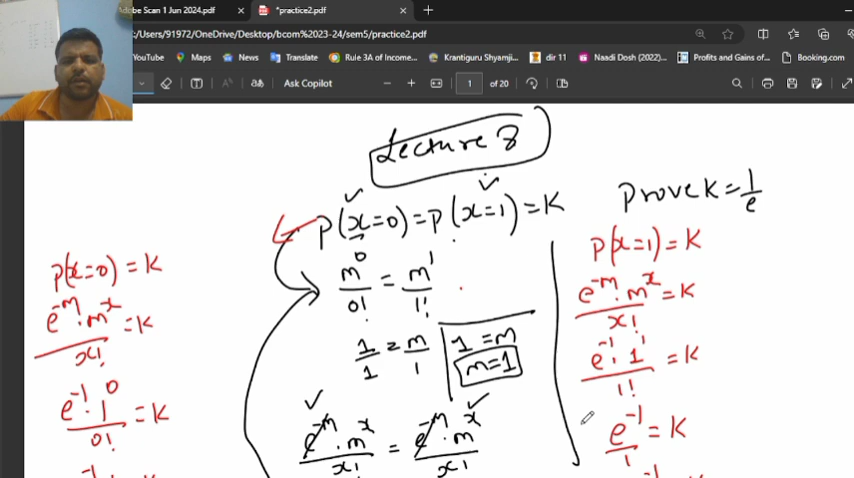 dobe Scan 1 Jun 2024.pdf
*practice2.pdf
:/Users/91972/OneDrive/Desktop/bcom%2023-24/sem5/practice2.pdf
YouTube Maps News Translate Rule 3A of Income... Krantiguru Shyamji... dir 11 Naadi Dosh (2022)... Profits and Gains of... Booking.com
Ask Copilot 1 of 20
Lecture 8
P(x=0) = P(x=1) = K
Prove K = 1/e
m^0/0! = m^1/1!
1/1 = m/1
1 = m
m = 1
e^-m · m^x / x! = e^-m · m^x / x!
P(x=0) = K
e^-m · m^x / x! = K
e^-1 · 1^0 / 0! = K
P(x=1) = K
e^-m · m^x / x! = K
e^-1 · 1^1 / 1! = K
e^-1 / 1 = K